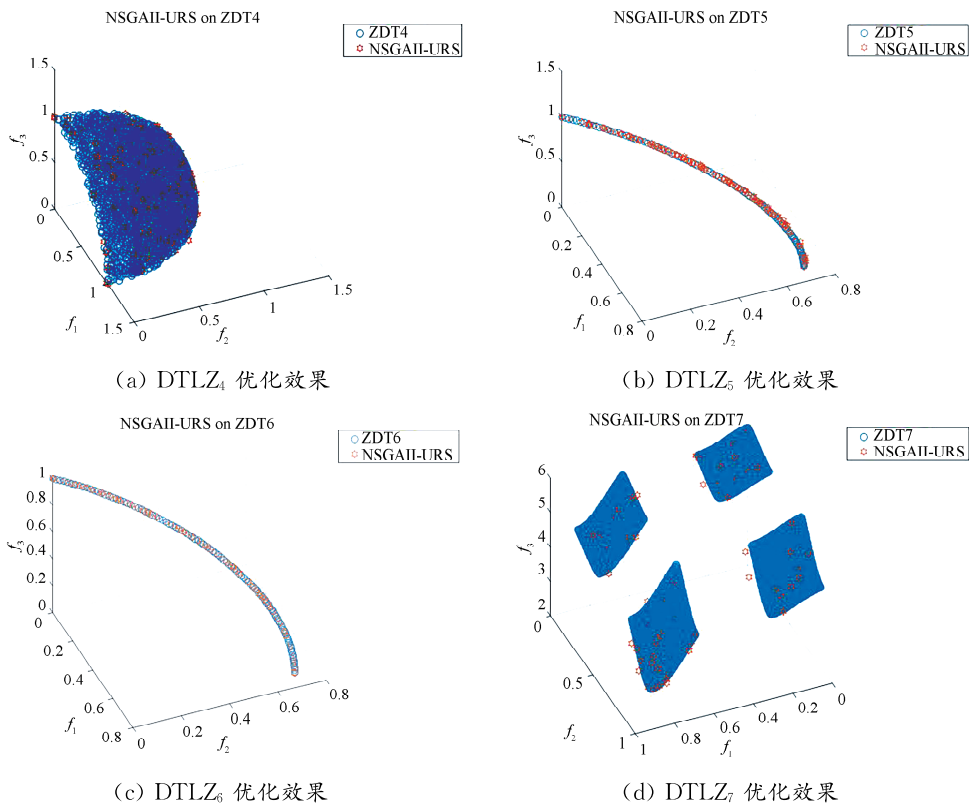 NSGAII-URS on ZDT4
ZDT4
NSGAII-URS
1.5
1
f3
0.5
0
0.5
1
f1
1.5
0
0.5
f2
1
1.5
(a) DTLZ4 优化效果
NSGAII-URS on ZDT5
ZDT5
NSGAII-URS
1.5
1
f3
0.5
0
0.2
0.4
0.6
f1
0.8
0
0.2
0.4
f2
0.6
0.8
(b) DTLZ5 优化效果
NSGAII-URS on ZDT6
ZDT6
NSGAII-URS
1
0.8
f3
0.6
0.4
0.2
0
0.2
0.4
0.6
f1
0.8
0
0.2
f2
0.4
0.6
0.8
(c) DTLZ6 优化效果
NSGAII-URS on ZDT7
ZDT7
NSGAII-URS
6
5
4
f3
3
2
0
0.5
f2
1
1
0.8
f1
0.6
0.4
0.2
0
(d) DTLZ7 优化效果